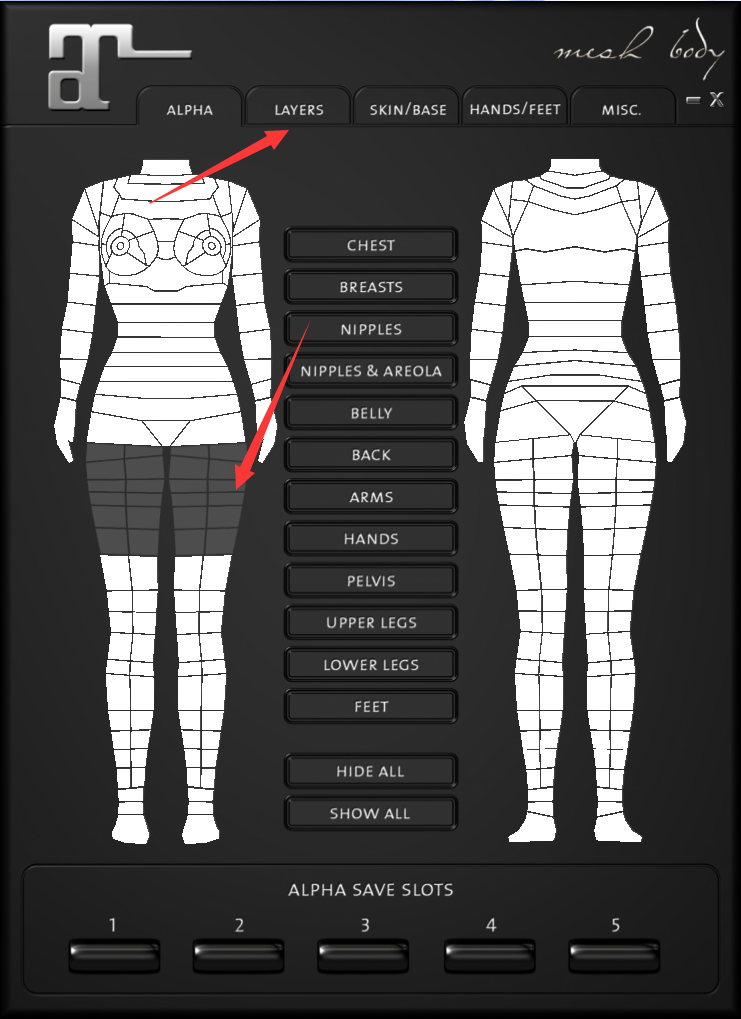 mesh body
ALPHA
LAYERS
SKIN/BASE
HANDS/FEET
MISC.
X
CHEST
BREASTS
NIPPLES
NIPPLES & AREOLA
BELLY
BACK
ARMS
HANDS
PELVIS
UPPER LEGS
LOWER LEGS
FEET
HIDE ALL
SHOW ALL
ALPHA SAVE SLOTS
1
2
3
4
5